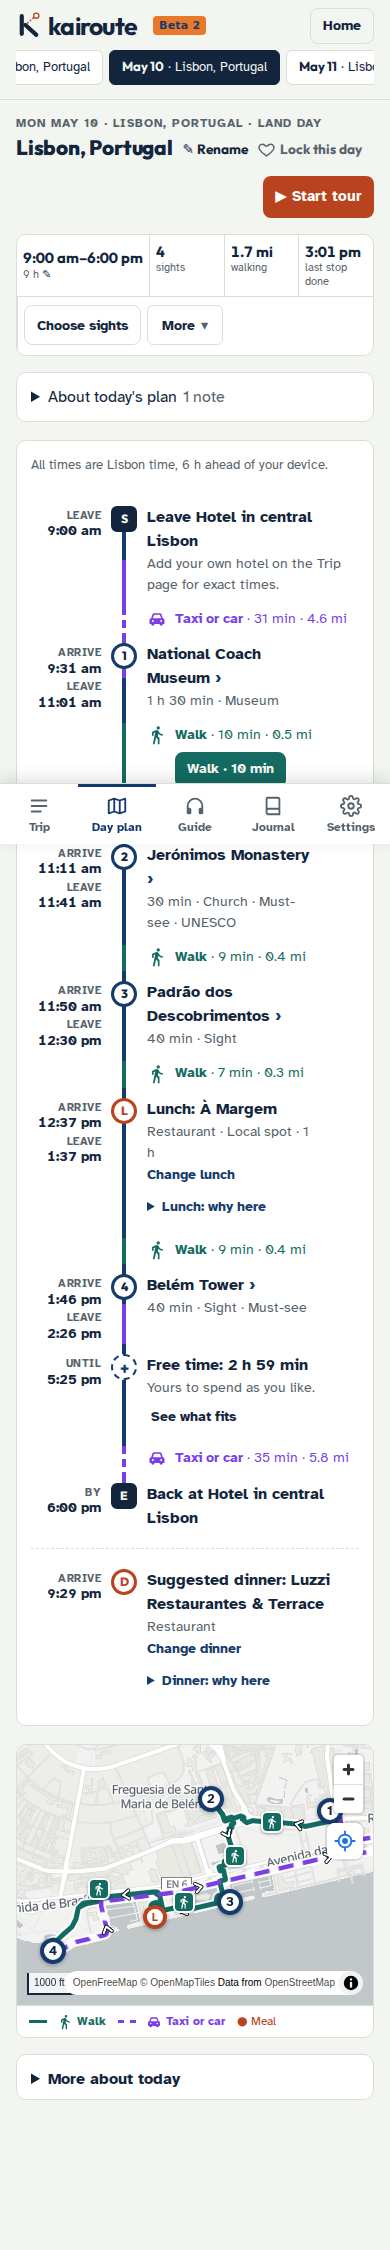 kairoute Beta 2 Home
bon, Portugal May 10 · Lisbon, Portugal May 11 · Lisbo
MON MAY 10 · LISBON, PORTUGAL · LAND DAY
Lisbon, Portugal ✎ Rename Lock this day
▶ Start tour
9:00 am–6:00 pm 4 1.7 mi 3:01 pm
9 h ✎ sights walking last stop
done
Choose sights More ▾
▶ About today's plan 1 note
All times are Lisbon time, 6 h ahead of your device.
LEAVE
9:00 am
S
Leave Hotel in central
Lisbon
Add your own hotel on the Trip
page for exact times.
Taxi or car · 31 min · 4.6 mi
ARRIVE
9:31 am
LEAVE
11:01 am
1
National Coach
Museum ›
1 h 30 min · Museum
Walk · 10 min · 0.5 mi
Walk · 10 min
Trip Day plan Guide Journal Settings
ARRIVE
11:11 am
LEAVE
11:41 am
2
Jerónimos Monastery
›
30 min · Church · Must-
see · UNESCO
Walk · 9 min · 0.4 mi
ARRIVE
11:50 am
LEAVE
12:30 pm
3
Padrão dos
Descobrimentos ›
40 min · Sight
Walk · 7 min · 0.3 mi
ARRIVE
12:37 pm
LEAVE
1:37 pm
L
Lunch: À Margem
Restaurant · Local spot · 1
h
Change lunch
▶ Lunch: why here
Walk · 9 min · 0.4 mi
ARRIVE
1:46 pm
LEAVE
2:26 pm
4
Belém Tower ›
40 min · Sight · Must-see
UNTIL
5:25 pm
+
Free time: 2 h 59 min
Yours to spend as you like.
See what fits
Taxi or car · 35 min · 5.8 mi
BY
6:00 pm
E
Back at Hotel in central
Lisbon
ARRIVE
9:29 pm
D
Suggested dinner: Luzzi
Restaurantes & Terrace
Restaurant
Change dinner
▶ Dinner: why here
+
−
Freguesia de Sant
Maria de Belém
2
1
R
Avenida da
EN 6
nida de Bras
L
3
4
1000 ft OpenFreeMap © OpenMapTiles Data from OpenStreetMap
Walk Taxi or car Meal
▶ More about today